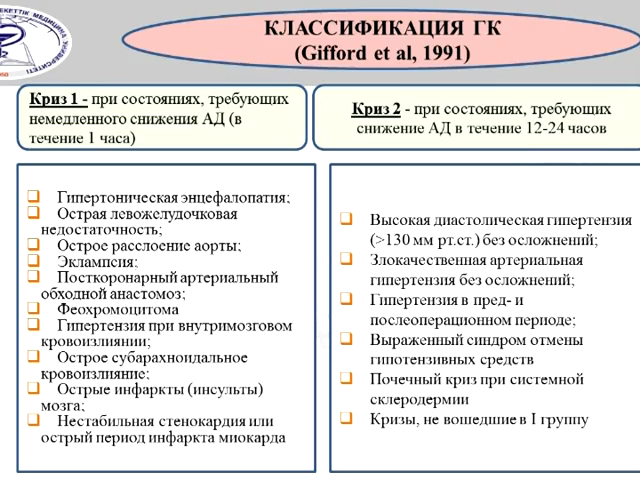 КЛАССИФИКАЦИЯ ГК
(Gifford et al, 1991)
Криз 1 - при состояниях, требующих
немедленного снижения АД (в
течение 1 часа)
Криз 2 - при состояниях, требующих
снижение АД в течение 12-24 часов
Гипертоническая энцефалопатия;
Острая левожелудочковая
недостаточность;
Острое расслоение аорты;
Эклампсия;
Посткоронарный артериальный
обходной анастомоз;
Феохромоцитома
Гипертензия при внутримозговом
кровоизлиянии;
Острое субарахноидальное
кровоизлияние;
Острые инфаркты (инсульты)
мозга;
Нестабильная стенокардия или
острый период инфаркта миокарда
Высокая диастолическая гипертензия
(>130 мм рт.ст.) без осложнений;
Злокачественная артериальная
гипертензия без осложнений;
Гипертензия в пред- и
послеоперационном периоде;
Выраженный синдром отмены
гипотензивных средств
Почечный криз при системной
склеродермии
Кризы, не вошедшие в I группу